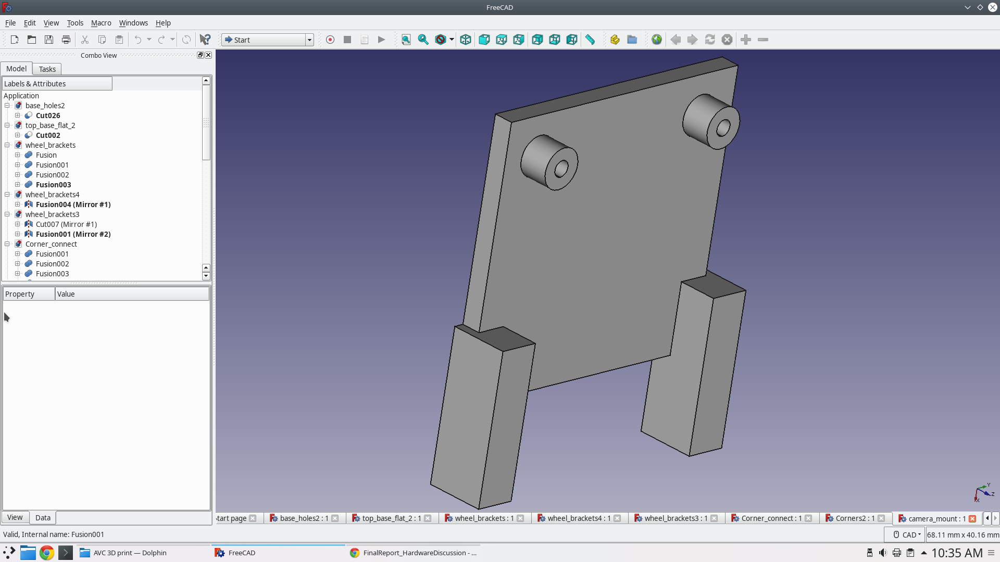 FreeCAD
File Edit View Tools Macro Windows Help
Start
Combo View
Model Tasks
Labels & Attributes
Application
base_holes2
Cut026
top_base_flat_2
Cut002
wheel_brackets
Fusion
Fusion001
Fusion002
Fusion003
wheel_brackets4
Fusion004 (Mirror #1)
wheel_brackets3
Cut007 (Mirror #1)
Fusion001 (Mirror #2)
Corner_connect
Fusion001
Fusion002
Fusion003
Property Value
Y
Z
X
View Data
tart page base_holes2 : 1 top_base_flat_2 : 1 wheel_brackets : 1 wheel_brackets4 : 1 wheel_brackets3 : 1 Corner_connect : 1 Corners2 : 1 camera_mount : 1
Valid, Internal name: Fusion001 CAD 68.11 mm x 40.16 mm
AVC 3D print — Dolphin FreeCAD FinalReport_HardwareDiscussion - ... 10:35 AM